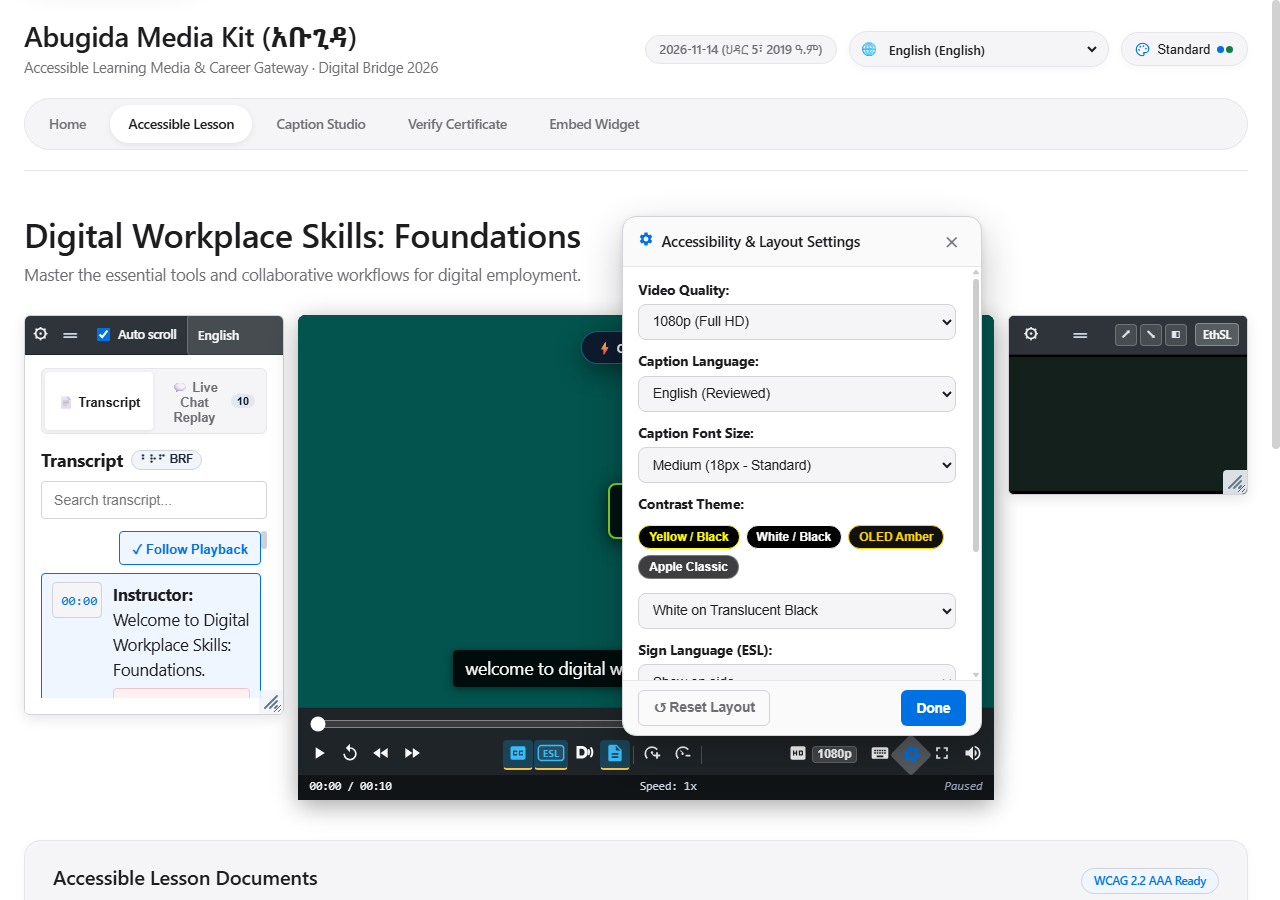 Abugida Media Kit (አቡጊዳ)
Accessible Learning Media & Career Gateway · Digital Bridge 2026
2026-11-14 (ህዳር 5፣ 2019 ዓ.ም)
English (English)
Standard
Home
Accessible Lesson
Caption Studio
Verify Certificate
Embed Widget
Digital Workplace Skills: Foundations
Master the essential tools and collaborative workflows for digital employment.
Auto scroll
English
Transcript
Live Chat Replay
10
Transcript
BRF
Search transcript...
✓ Follow Playback
00:00
Instructor:
Welcome to Digital
Workplace Skills:
Foundations.
welcome to digital w
Accessibility & Layout Settings
Video Quality:
1080p (Full HD)
Caption Language:
English (Reviewed)
Caption Font Size:
Medium (18px - Standard)
Contrast Theme:
Yellow / Black
White / Black
OLED Amber
Apple Classic
White on Translucent Black
Sign Language (ESL):
↺ Reset Layout
Done
CC
ESL
D
HD
1080p
00:00 / 00:10
Speed: 1x
Paused
EthSL
Accessible Lesson Documents
WCAG 2.2 AAA Ready